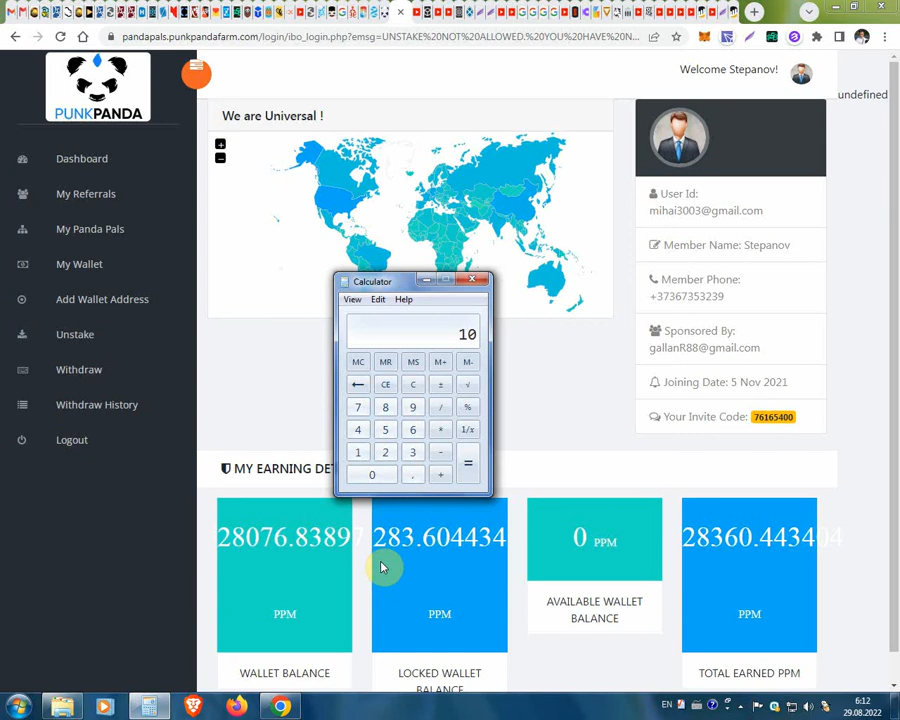 pandapals.punkpandafarm.com/login/ibo_login.php?emsg=UNSTAKE%20NOT%20ALLOWED.%20YOU%20HAVE%20N...
PUNKPANDA
Welcome Stepanov!
undefined
Dashboard
My Referrals
My Panda Pals
My Wallet
Add Wallet Address
Unstake
Withdraw
Withdraw History
Logout
We are Universal !
+
−
User Id:
mihai3003@gmail.com
Member Name: Stepanov
Member Phone:
+37367353239
Sponsored By:
gallanR88@gmail.com
Joining Date: 5 Nov 2021
Your Invite Code: 76165400
Calculator
View Edit Help
10
MC MR MS M+ M-
← CE C ± √
7 8 9 / %
4 5 6 * 1/x
1 2 3 - =
0 , +
MY EARNING DET
28076.83897
PPM
WALLET BALANCE
283.604434
PPM
LOCKED WALLET
BALANCE
0 PPM
AVAILABLE WALLET
BALANCE
28360.443404
PPM
TOTAL EARNED PPM
EN
6:12
29.08.2022